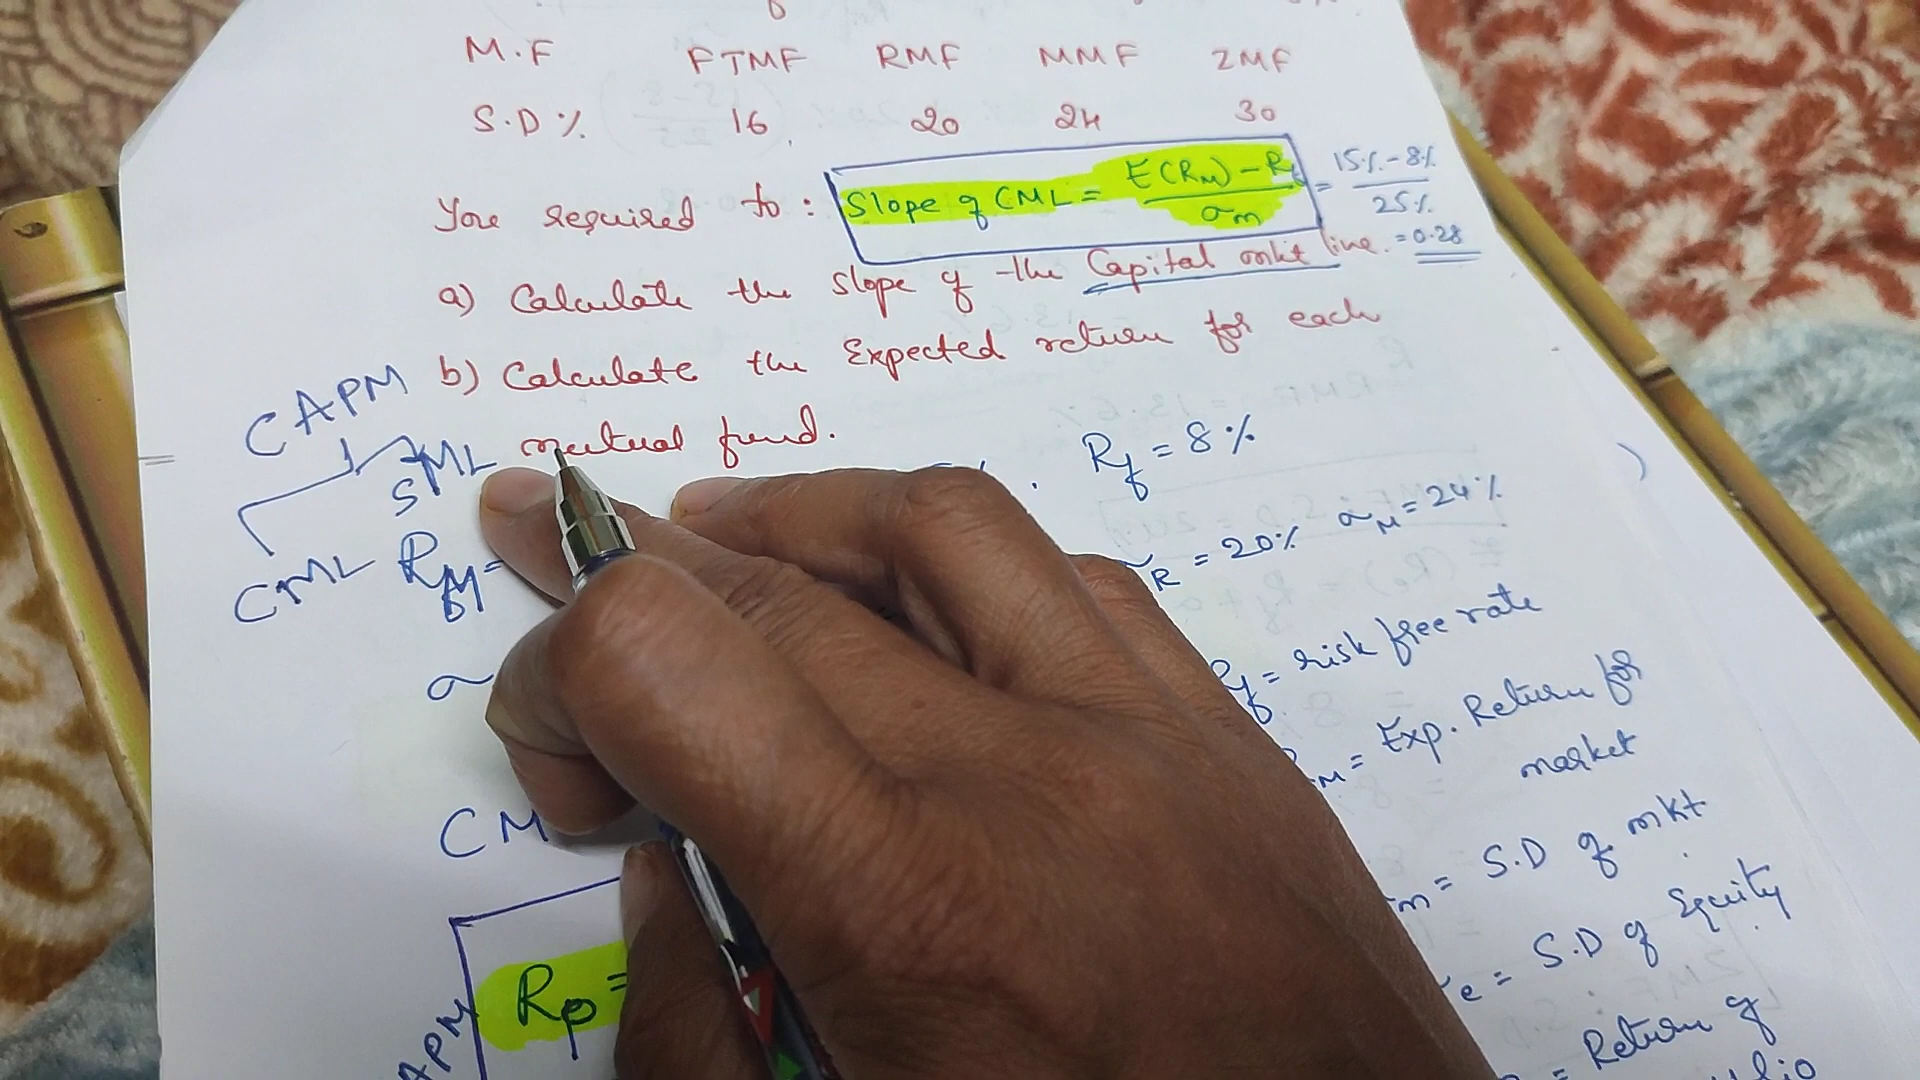 M.F FTMF RMF MMF ZMF
S.D % 16 20 24 30
You required to : Slope of CML = E(RM) - Rf / σm = 15% - 8% / 25% = 0.28
a) Calculate the slope of the Capital mkt line.
b) Calculate the Expected return for each
mutual fund.
CAPM
SML
CML
Rf = 8%
σR = 20% σM = 24%
Rf = risk free rate
RM = Exp. Return for
market
σm = S.D of mkt
σe = S.D of Equity
= Return of
CM
Rp =